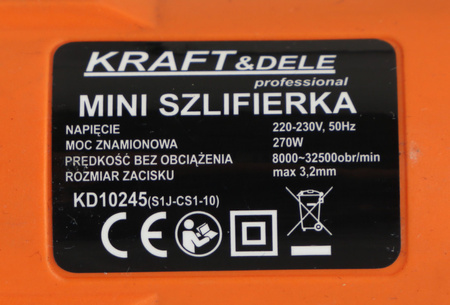 KRAFT&DELE
professional
MINI SZLIFIERKA
NAPIĘCIE 220-230V, 50Hz
MOC ZNAMIONOWA 270W
PRĘDKOŚĆ BEZ OBCIĄŻENIA 8000~32500obr/min
ROZMIAR ZACISKU max 3,2mm
KD10245(S1J-CS1-10)
CE